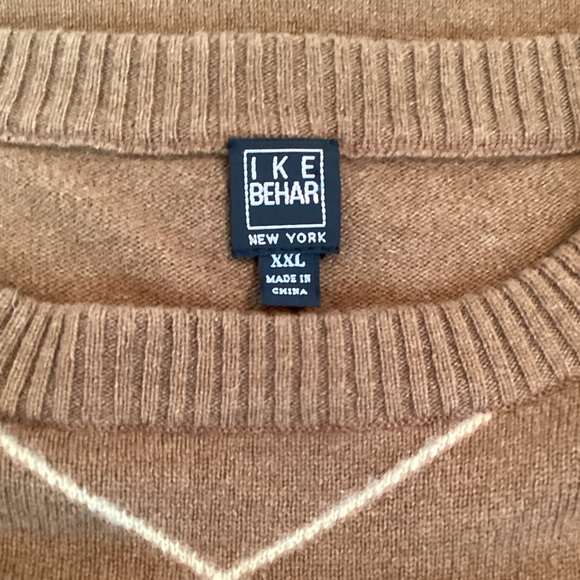 IKE
BEHAR
NEW YORK
XXL
MADE IN
CHINA